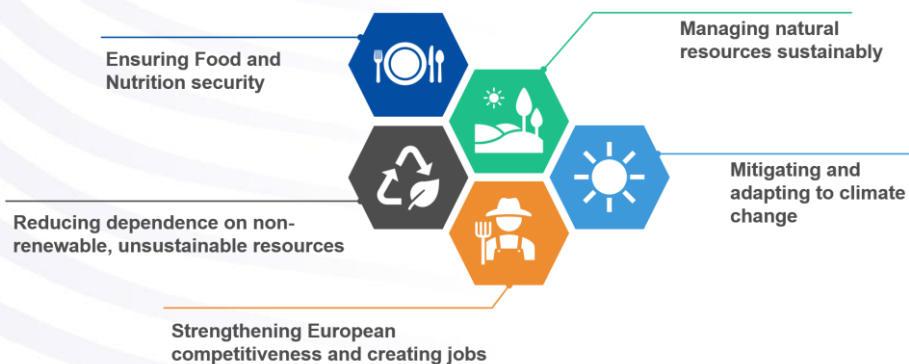 Ensuring Food and
Nutrition security
Managing natural
resources sustainably
Mitigating and
adapting to climate
change
Reducing dependence on non-
renewable, unsustainable resources
Strengthening European
competitiveness and creating jobs